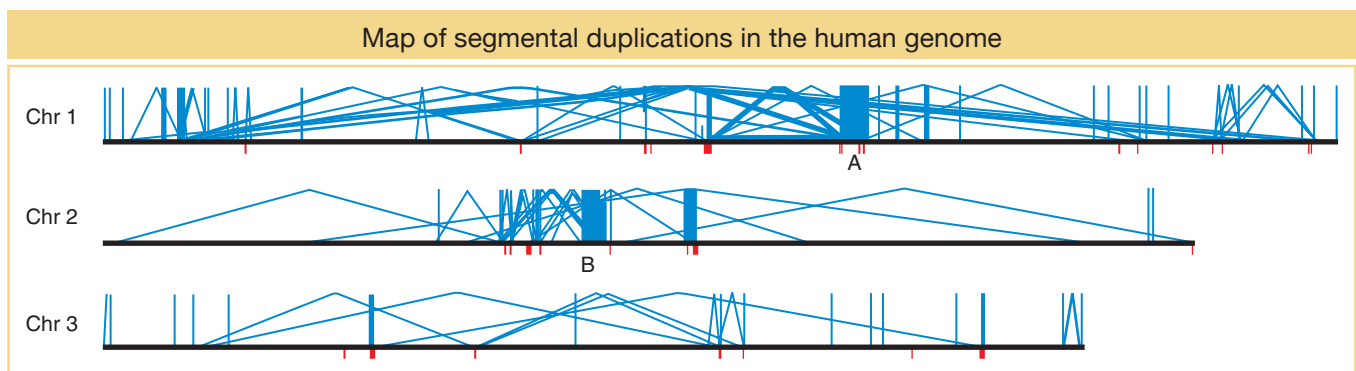 Map of segmental duplications in the human genome
Chr 1
A
Chr 2
B
Chr 3